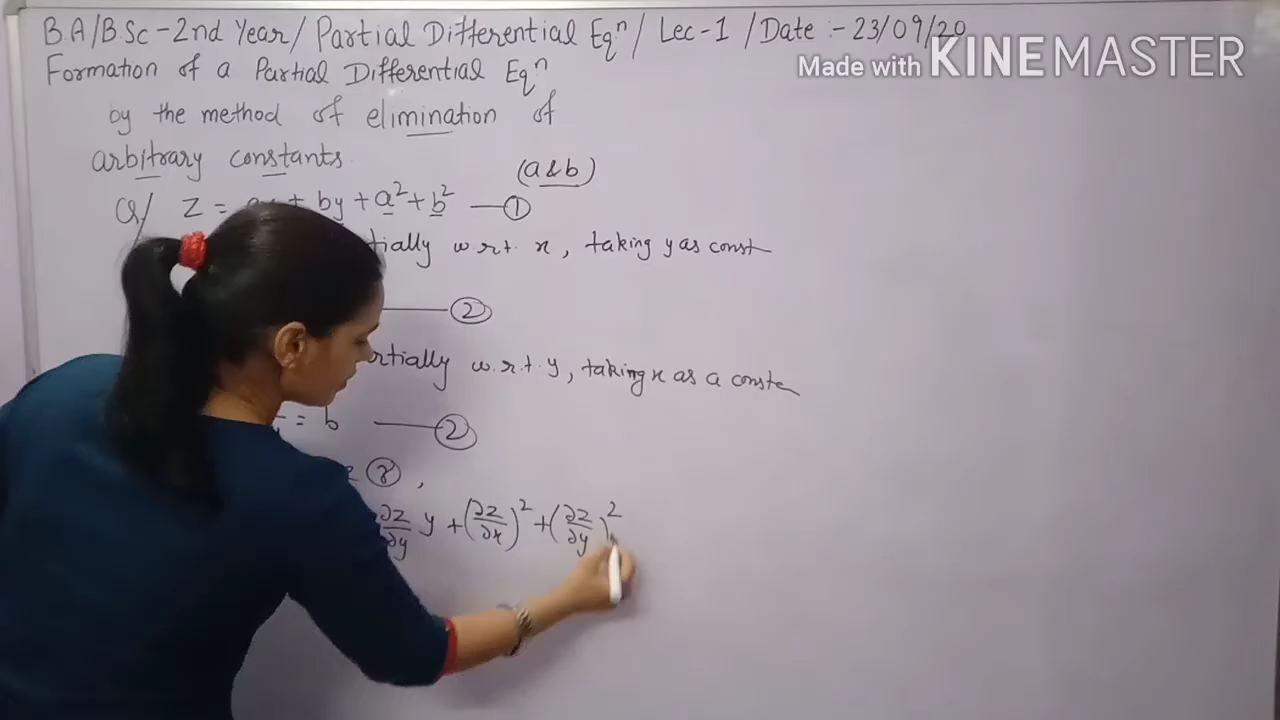 B.A/B.Sc-2nd Year/ Partial Differential Eqⁿ/ Lec-1 /Date :- 23/09/20
Made with KINEMASTER
Formation of a Partial Differential Eqⁿ
by the method of elimination of
arbitrary constants
(a&b)
Q/ Z = + by + a² + b² —①
tially w.r.t. x, taking y as const
—②
rtially w.r.t. y, taking x as a const
= b —②
,
∂z/∂y y + (∂z/∂x)² + (∂z/∂y)²